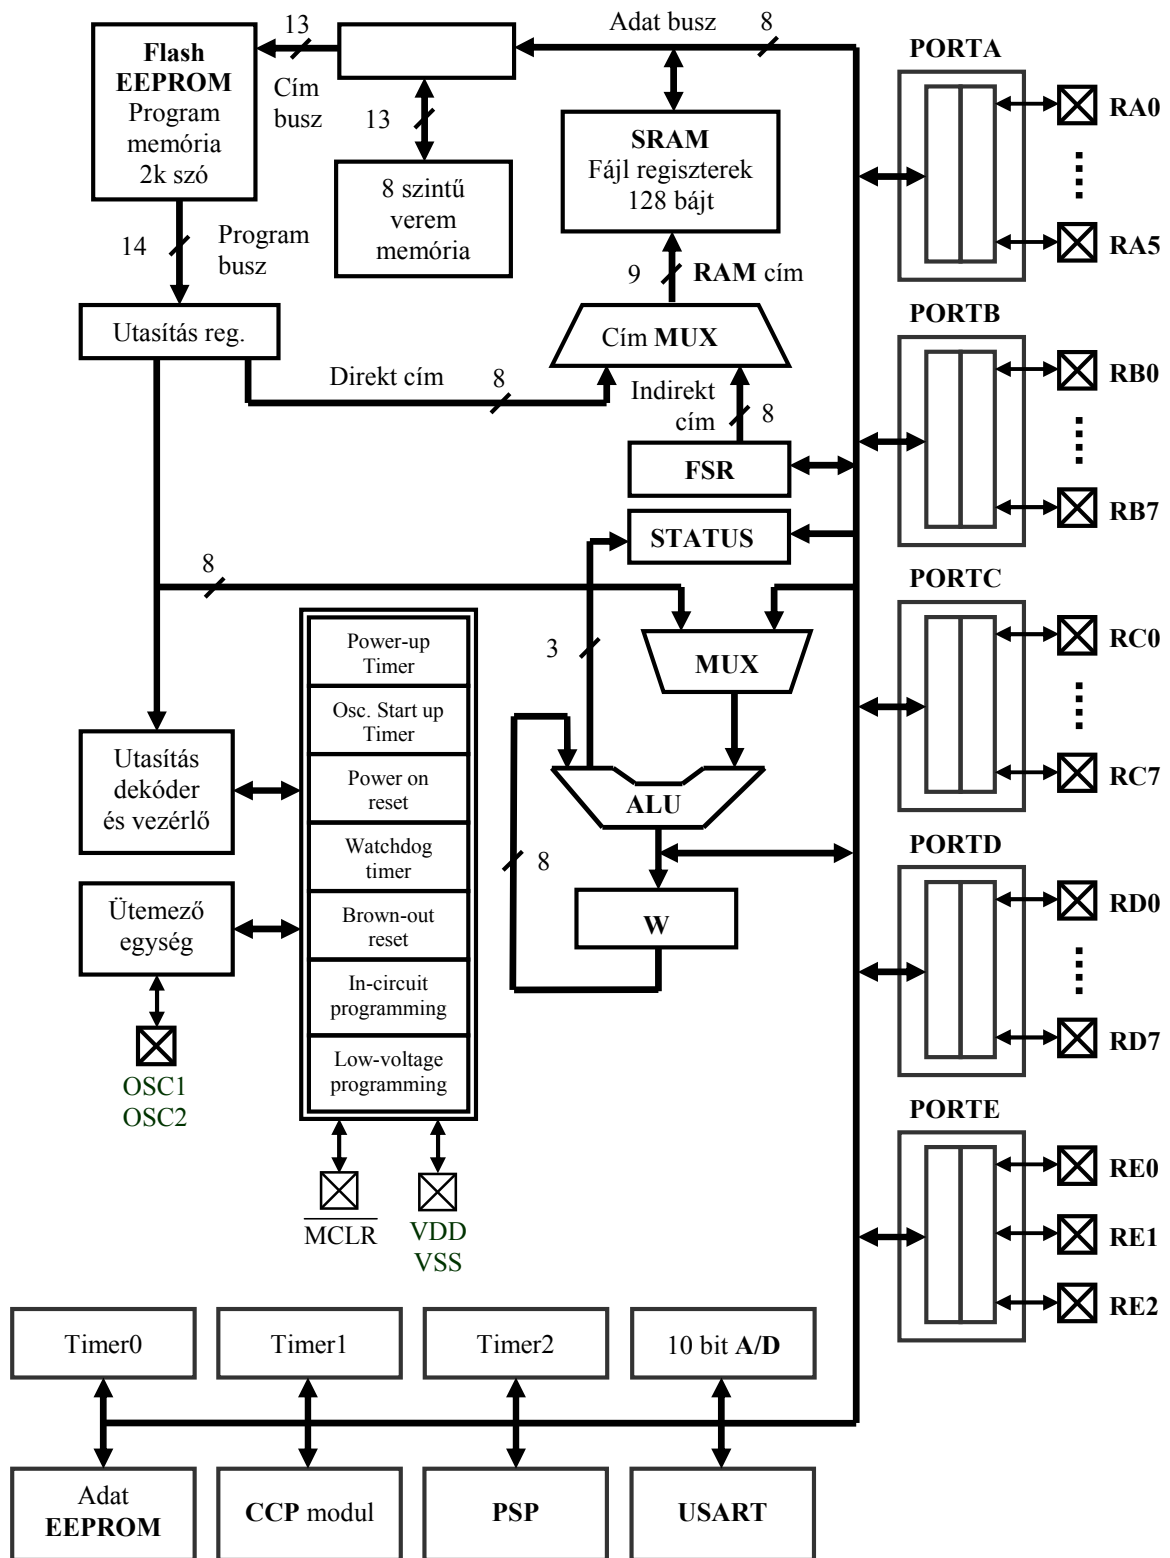 13
Adat busz
8
Flash
EEPROM
Program
memória
2k szó
Cím
busz
13
8 szintű
verem
memória
SRAM
Fájl regiszterek
128 bájt
14
Program
busz
9
RAM cím
Utasítás reg.
Cím MUX
Direkt cím
8
Indirekt
cím
8
FSR
STATUS
8
3
MUX
ALU
8
W
Utasítás
dekóder
és vezérlő
Ütemező
egység
OSC1
OSC2
Power-up
Timer
Osc. Start up
Timer
Power on
reset
Watchdog
timer
Brown-out
reset
In-circuit
programming
Low-voltage
programming
MCLR
VDD
VSS
PORTA
RA0
RA5
PORTB
RB0
RB7
PORTC
RC0
RC7
PORTD
RD0
RD7
PORTE
RE0
RE1
RE2
Timer0
Timer1
Timer2
10 bit A/D
Adat
EEPROM
CCP modul
PSP
USART